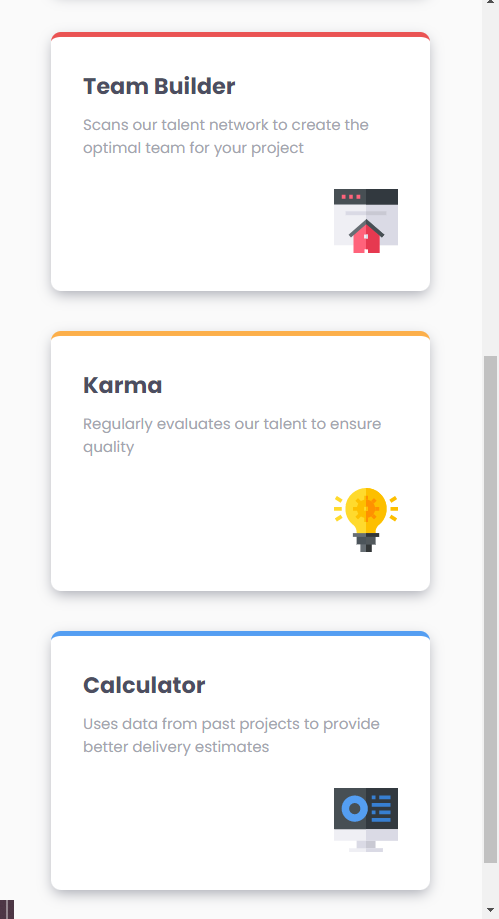 Team Builder
Scans our talent network to create the
optimal team for your project
Karma
Regularly evaluates our talent to ensure
quality
Calculator
Uses data from past projects to provide
better delivery estimates